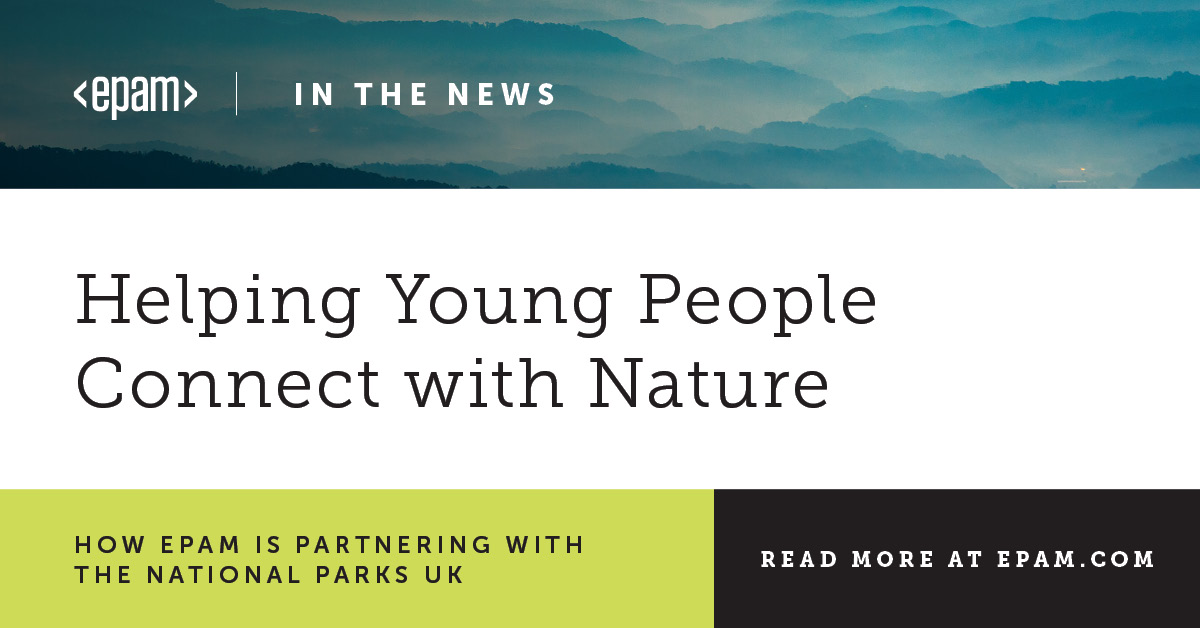 <epam> | IN THE NEWS
Helping Young People
Connect with Nature
HOW EPAM IS PARTNERING WITH
THE NATIONAL PARKS UK
READ MORE AT EPAM.COM